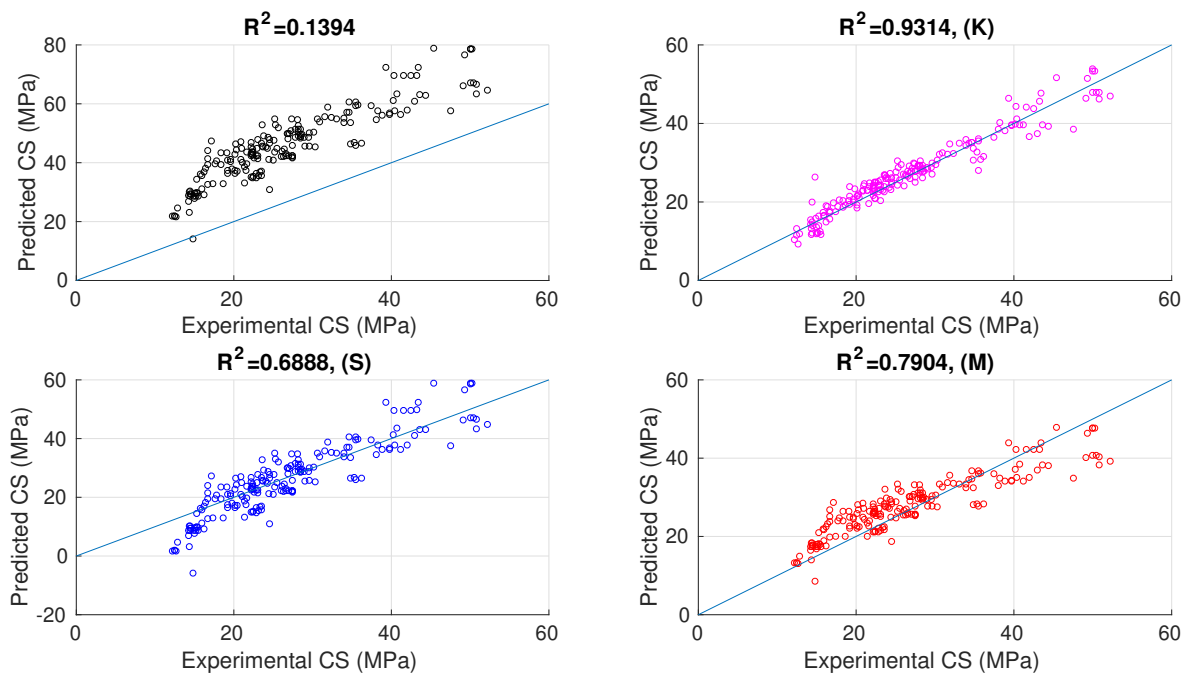 R²=0.1394
80
60
40
20
0
Predicted CS (MPa)
0 20 40 60
Experimental CS (MPa)
R²=0.9314, (K)
60
40
20
0
Predicted CS (MPa)
0 20 40 60
Experimental CS (MPa)
R²=0.6888, (S)
60
40
20
0
-20
Predicted CS (MPa)
0 20 40 60
Experimental CS (MPa)
R²=0.7904, (M)
60
40
20
0
Predicted CS (MPa)
0 20 40 60
Experimental CS (MPa)